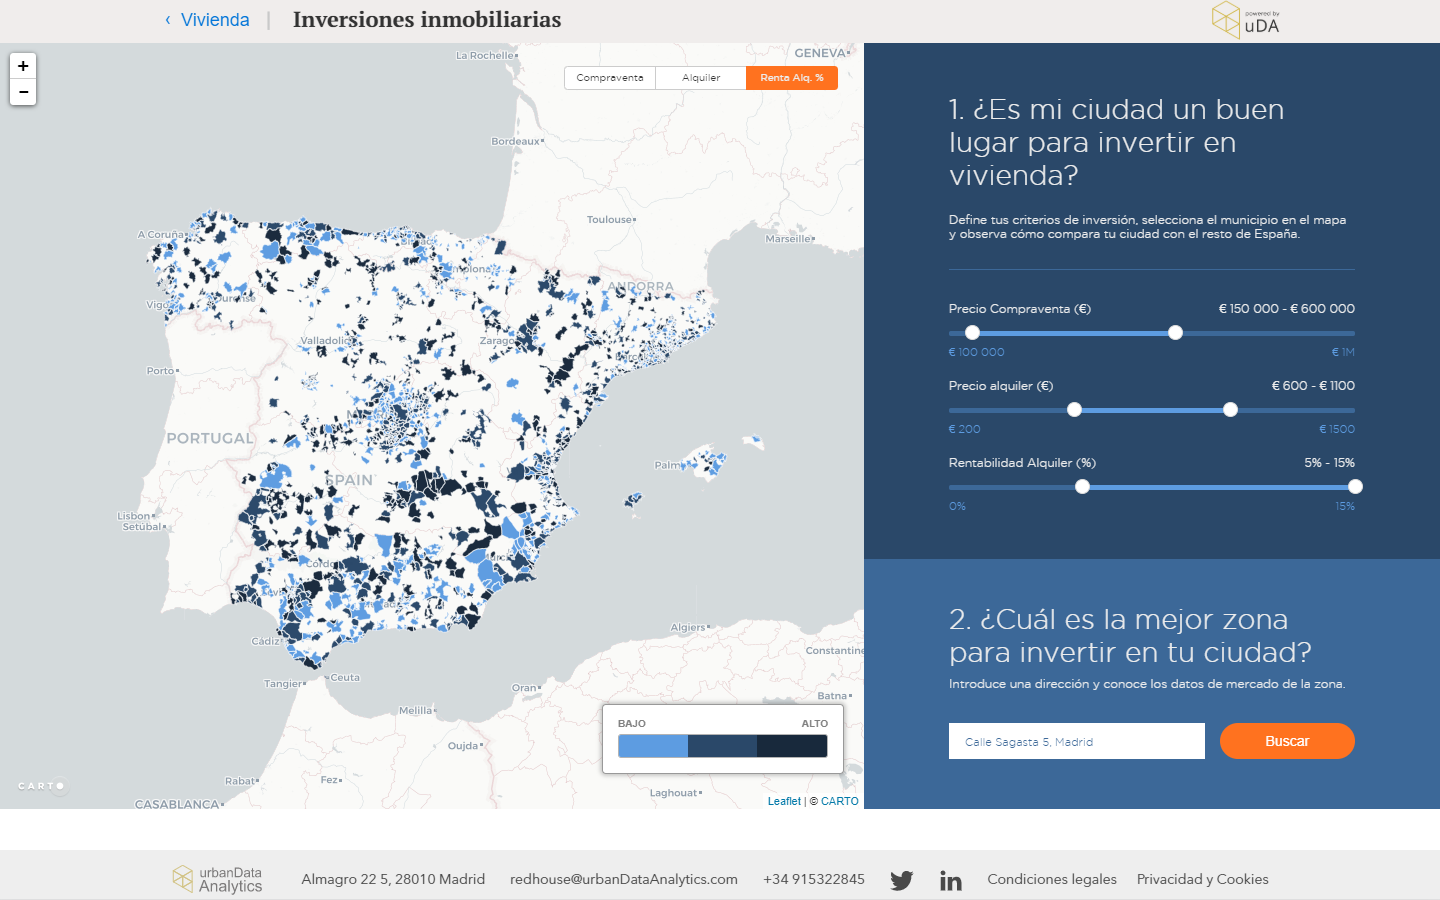 ‹ Vivienda | Inversiones inmobiliarias
powered by
uDA
+
−
Compraventa
Alquiler
Renta Alq. %
La Rochelle
GENEVA
Bordeaux
Toulouse
Marseille
A Coruña
ANDORRA
Vigo
Valladolid
Porto
PORTUGAL
SPAIN
Lisbon
Setúbal
Cádiz
Algiers
Constantine
Ceuta
Tangier
Oran
Batna
Melilla
Oujda
Rabat
Fez
Laghouat
CASABLANCA
BAJO
ALTO
CARTO
Leaflet | © CARTO
1. ¿Es mi ciudad un buen
lugar para invertir en
vivienda?
Define tus criterios de inversión, selecciona el municipio en el mapa
y observa cómo compara tu ciudad con el resto de España.
Precio Compraventa (€)
€ 150 000 - € 600 000
€ 100 000
€ 1M
Precio alquiler (€)
€ 600 - € 1100
€ 200
€ 1500
Rentabilidad Alquiler (%)
5% - 15%
0%
15%
2. ¿Cuál es la mejor zona
para invertir en tu ciudad?
Introduce una dirección y conoce los datos de mercado de la zona.
Calle Sagasta 5, Madrid
Buscar
urbanData
Analytics
Almagro 22 5, 28010 Madrid
redhouse@urbanDataAnalytics.com
+34 915322845
Condiciones legales
Privacidad y Cookies